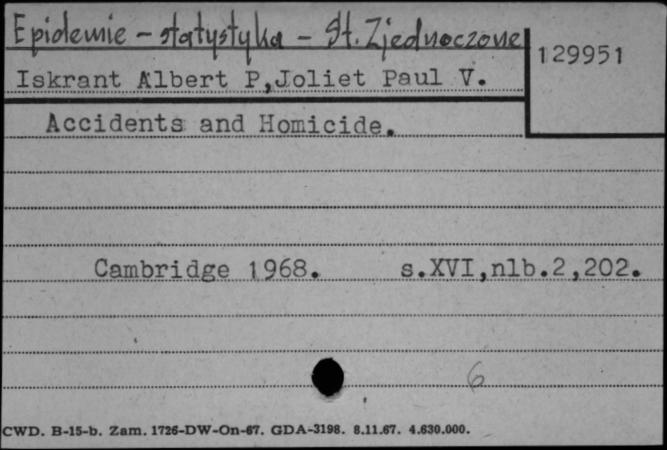 Epidemie - statystyka - St. Zjednoczone
129951
Iskrant Albert P,Joliet Paul V.
Accidents and Homicide.
Cambridge 1968. s.XVI,nlb.2,202.
6
CWD. B-15-b. Zam. 1726-DW-On-67. GDA-3198. 8.11.67. 4.630.000.